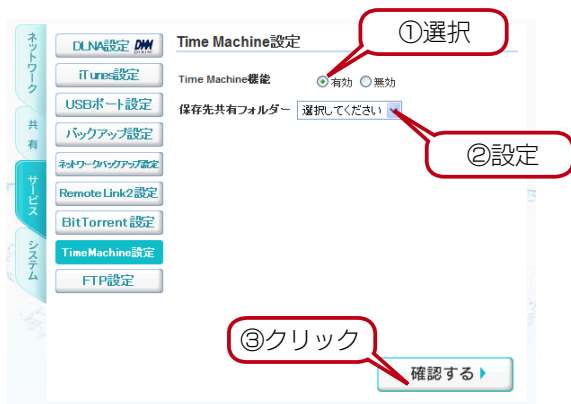 ネットワーク
共有
サービス
システム
DLNA設定
iTunes設定
USBポート設定
バックアップ設定
ネットワークバックアップ設定
RemoteLink2設定
BitTorrent設定
TimeMachine設定
FTP設定
Time Machine設定
①選択
Time Machine機能 有効 無効
保存先共有フォルダー 選択してください
②設定
③クリック
確認する